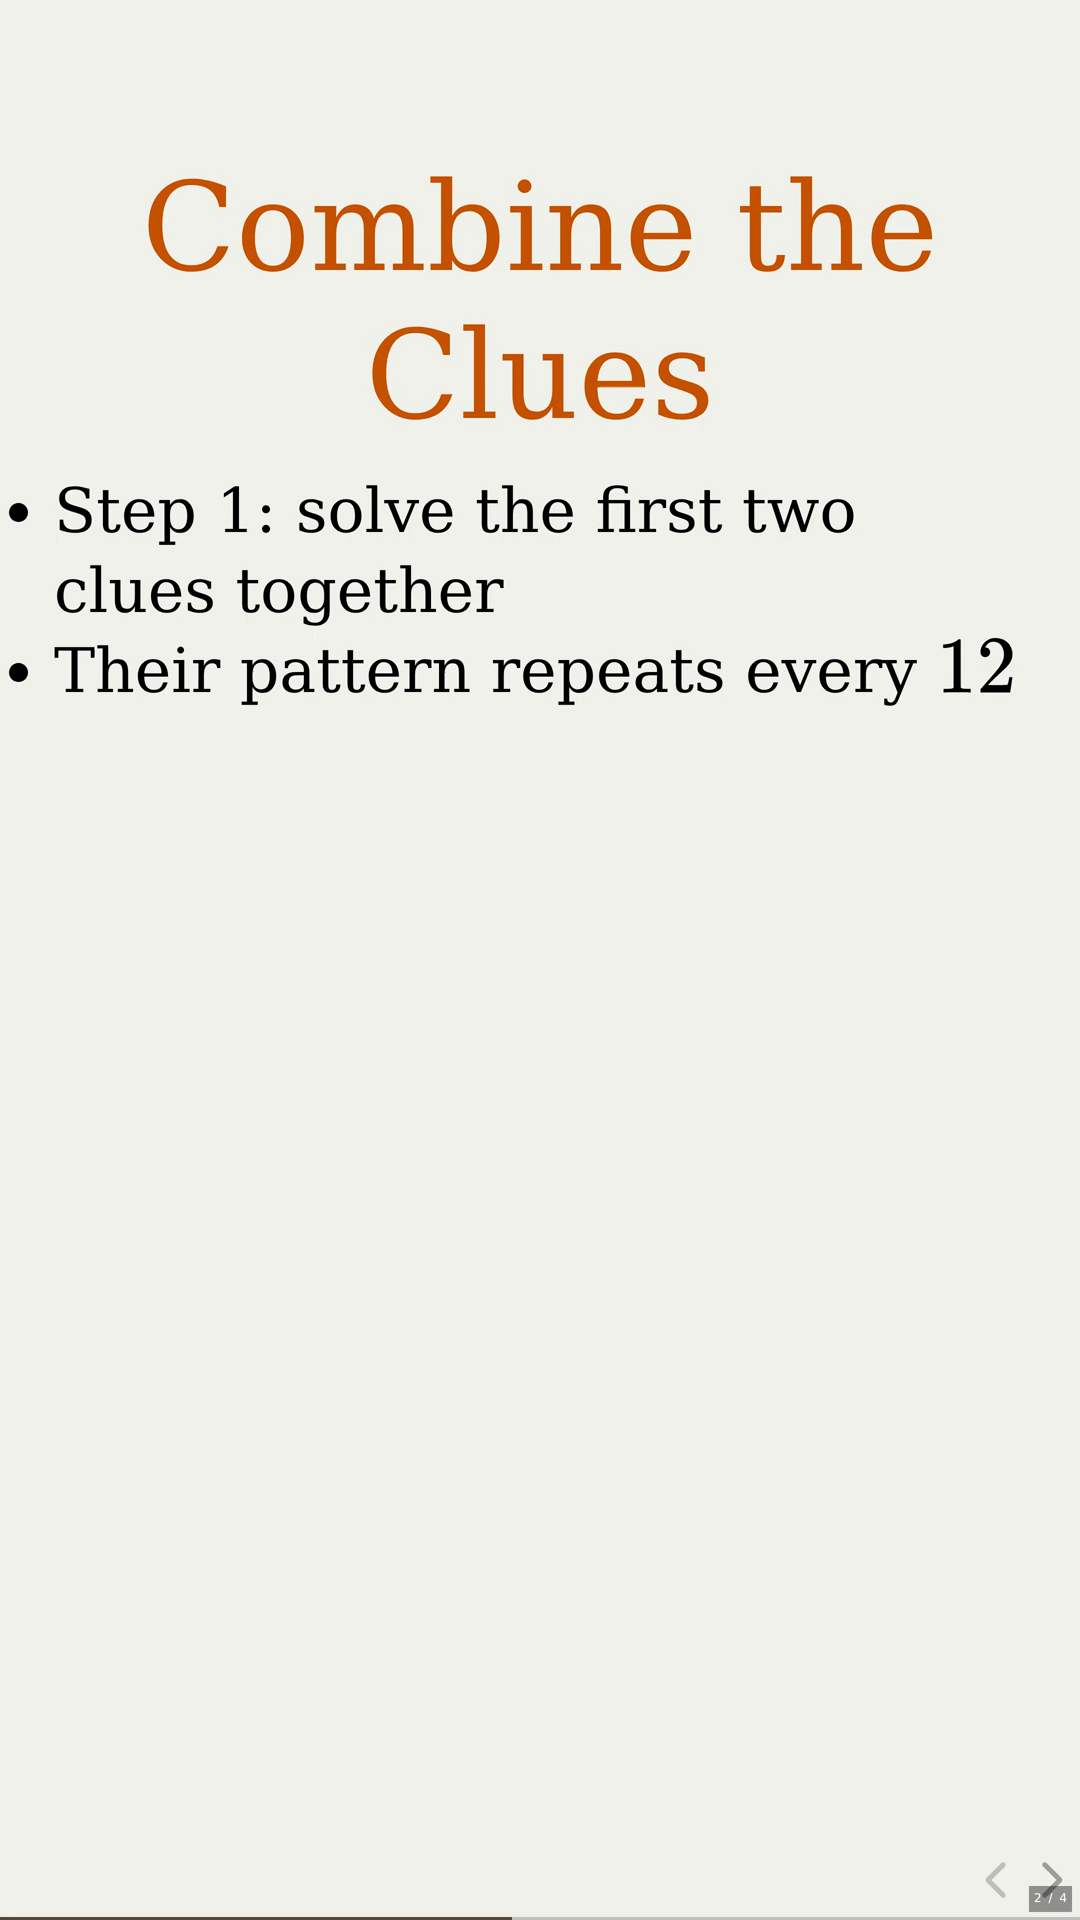 Combine the
Clues
• Step 1: solve the first two
clues together
• Their pattern repeats every 12
2 / 4